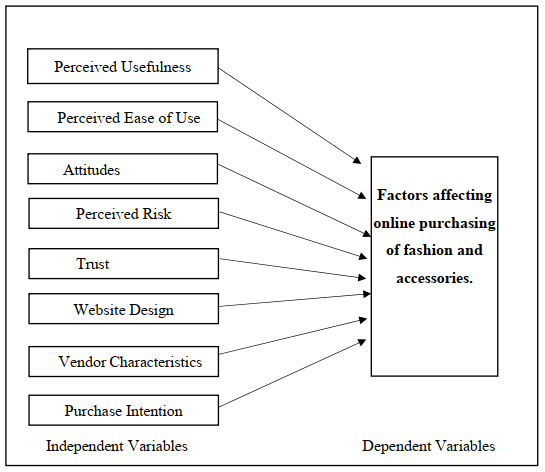 Perceived Usefulness
Perceived Ease of Use
Attitudes
Perceived Risk
Trust
Website Design
Vendor Characteristics
Purchase Intention
Independent Variables
Factors affecting
online purchasing
of fashion and
accessories.
Dependent Variables